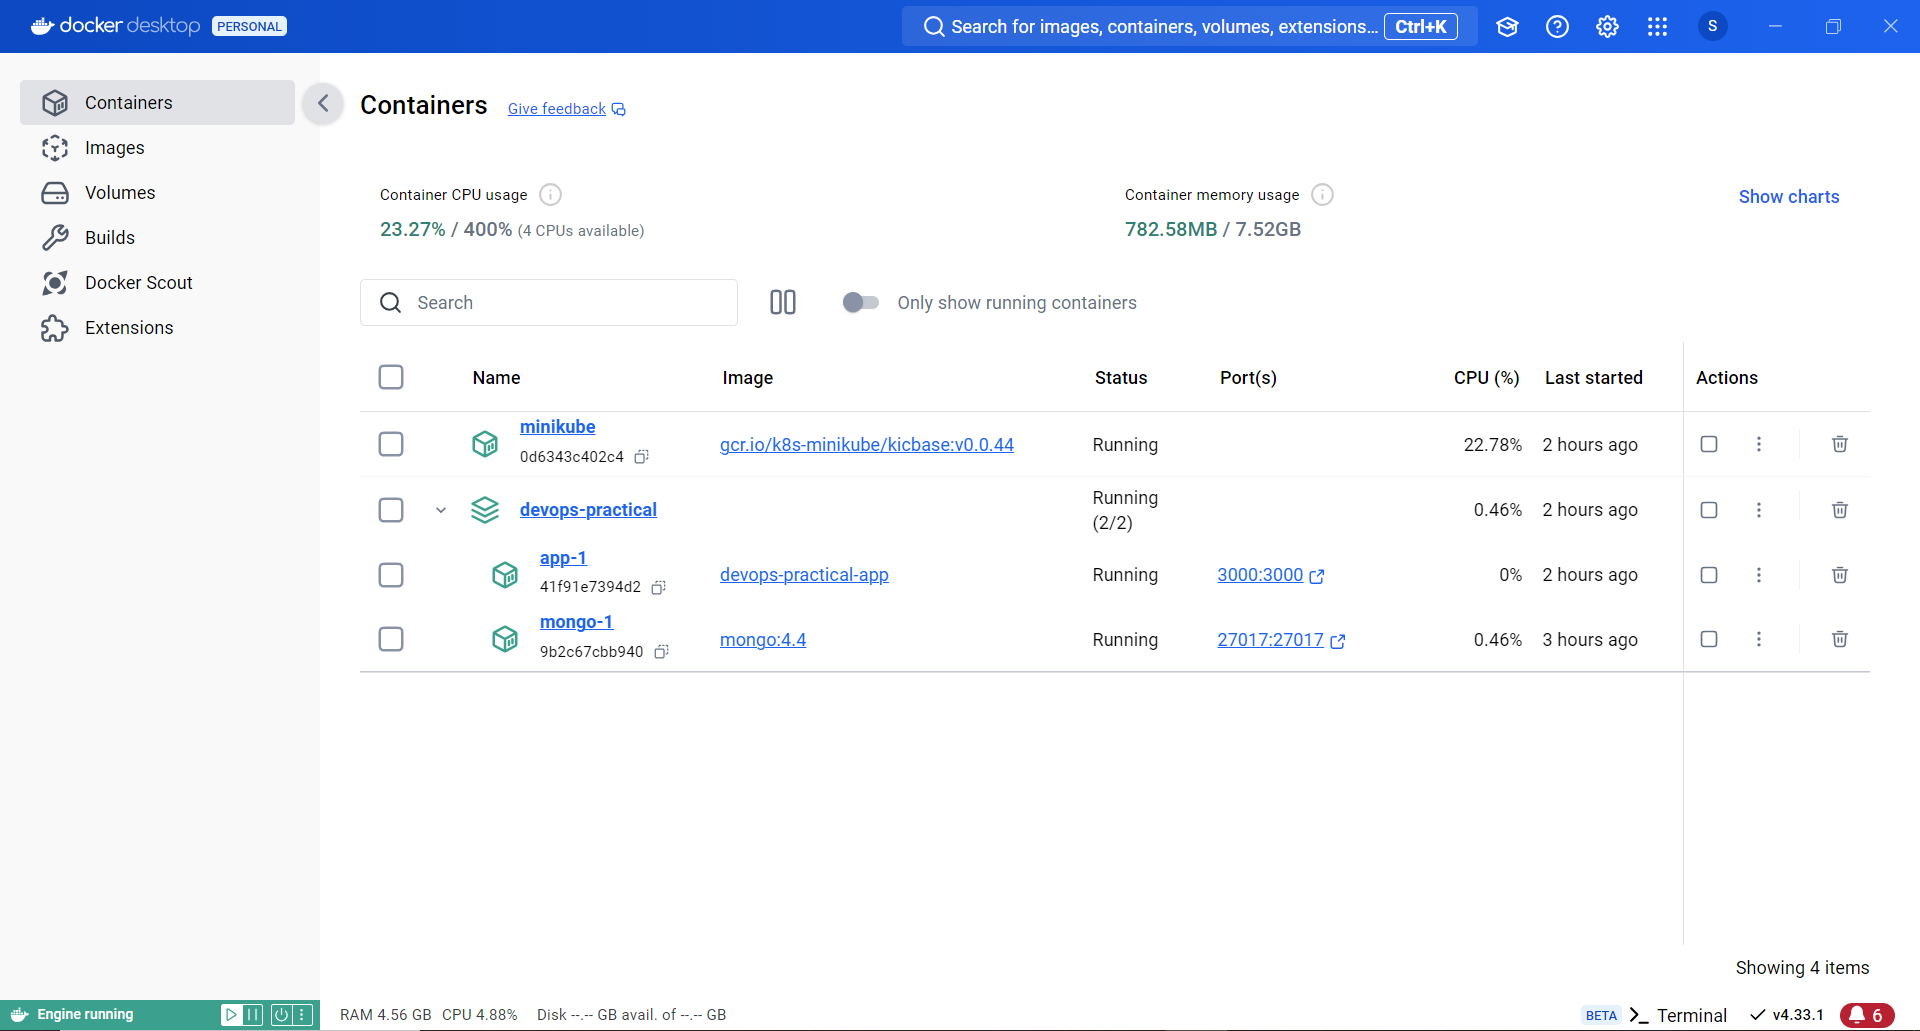 docker desktop PERSONAL
Search for images, containers, volumes, extensions... Ctrl+K
S
Containers
Images
Volumes
Builds
Docker Scout
Extensions
Containers Give feedback
Container CPU usage
23.27% / 400% (4 CPUs available)
Container memory usage
782.58MB / 7.52GB
Show charts
Search
Only show running containers
Name Image Status Port(s) CPU (%) Last started Actions
minikube
0d6343c402c4
gcr.io/k8s-minikube/kicbase:v0.0.44 Running 22.78% 2 hours ago
devops-practical
Running
(2/2)
0.46% 2 hours ago
app-1
41f91e7394d2
devops-practical-app Running 3000:3000 0% 2 hours ago
mongo-1
9b2c67cbb940
mongo:4.4 Running 27017:27017 0.46% 3 hours ago
Showing 4 items
Engine running
RAM 4.56 GB CPU 4.88% Disk --.-- GB avail. of --.-- GB
BETA Terminal v4.33.1 6